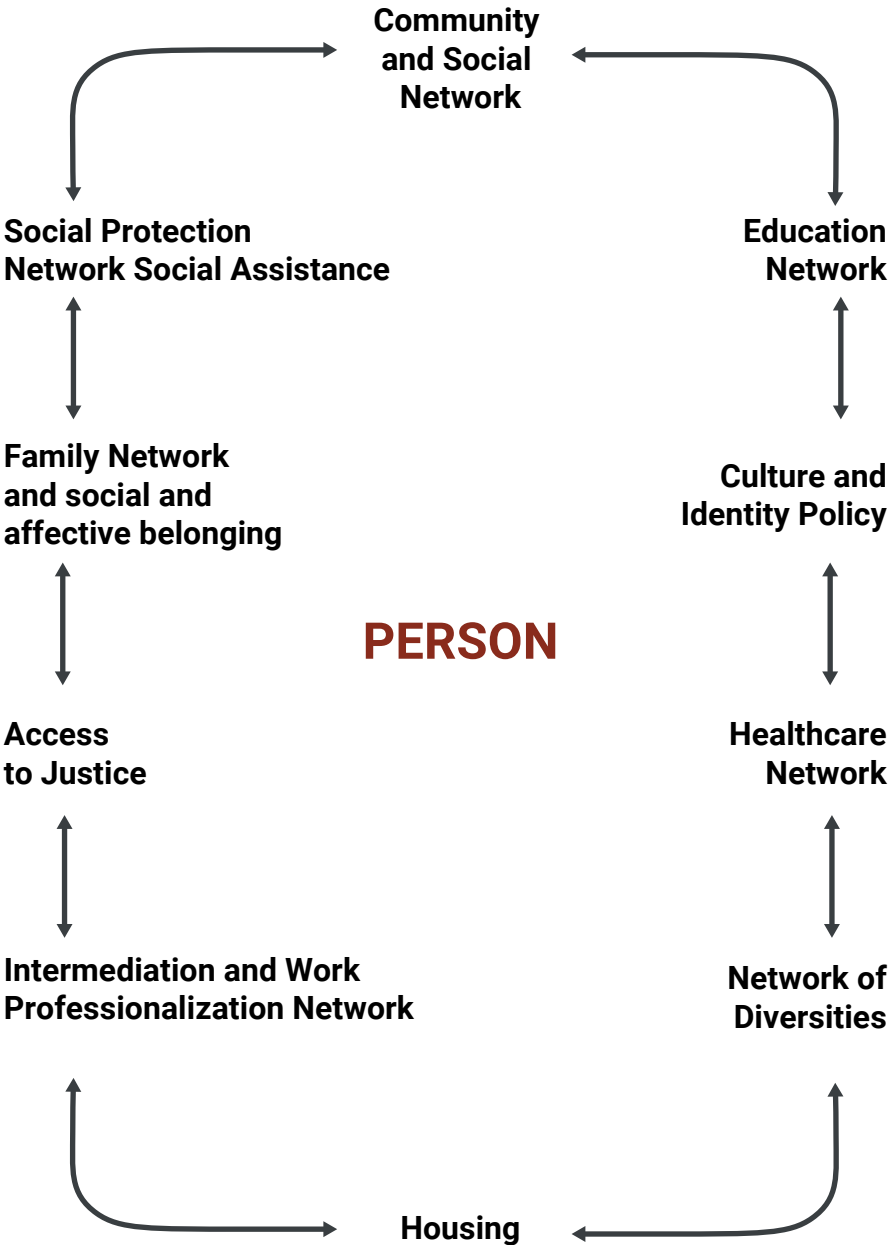 Community
and Social
Network
Social Protection
Network Social Assistance
Education
Network
Family Network
and social and
affective belonging
Culture and
Identity Policy
PERSON
Access
to Justice
Healthcare
Network
Intermediation and Work
Professionalization Network
Network of
Diversities
Housing